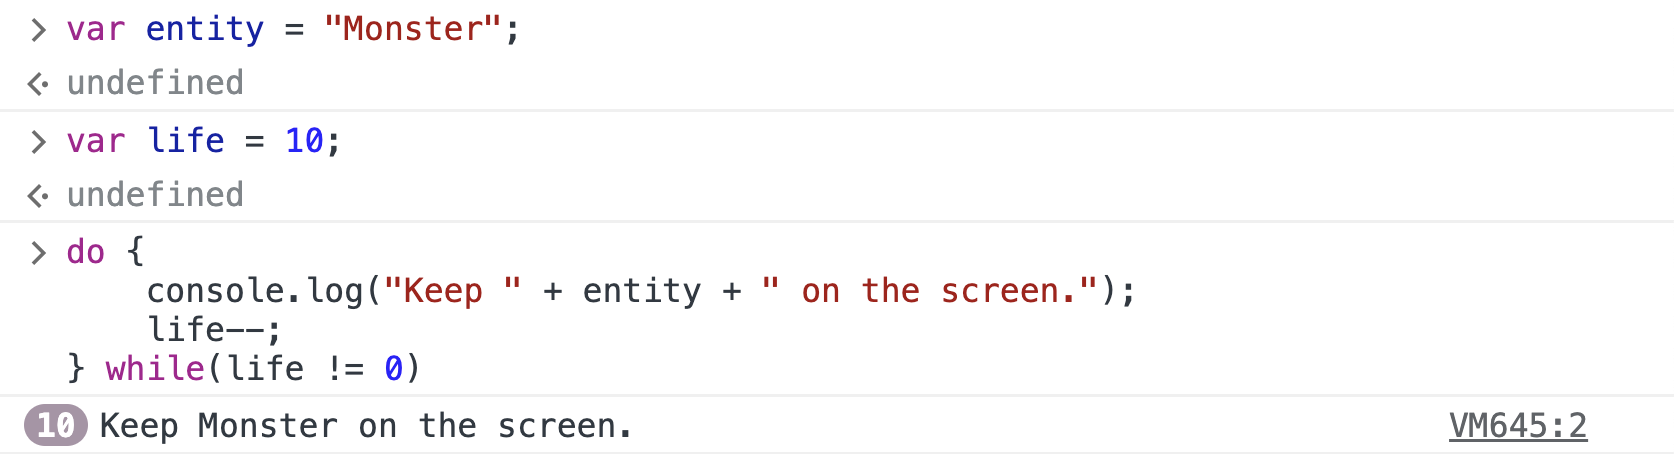 > var entity = "Monster";
undefined
> var life = 10;
undefined
> do {
console.log("Keep " + entity + " on the screen.");
life--;
} while(life != 0)
10 Keep Monster on the screen. VM645:2